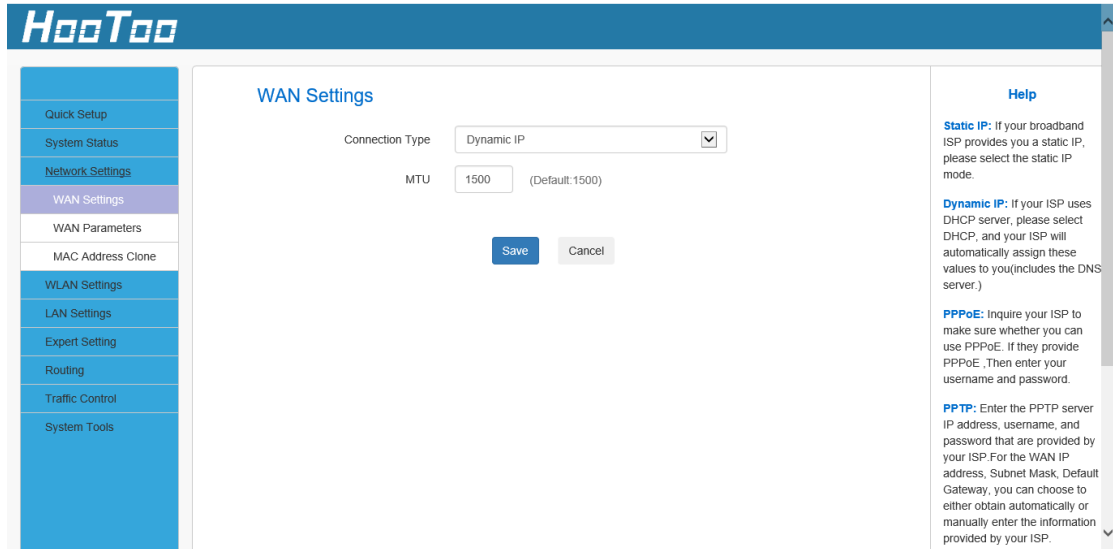 HooToo
Quick Setup
System Status
Network Settings
WAN Settings
WAN Parameters
MAC Address Clone
WLAN Settings
LAN Settings
Expert Setting
Routing
Traffic Control
System Tools
WAN Settings
Connection Type
Dynamic IP
MTU
1500
(Default:1500)
Save
Cancel
Help
Static IP: If your broadband
ISP provides you a static IP,
please select the static IP
mode.
Dynamic IP: If your ISP uses
DHCP server, please select
DHCP, and your ISP will
automatically assign these
values to you(includes the DNS
server.)
PPPoE: Inquire your ISP to
make sure whether you can
use PPPoE. If they provide
PPPoE ,Then enter your
username and password.
PPTP: Enter the PPTP server
IP address, username, and
password that are provided by
your ISP.For the WAN IP
address, Subnet Mask, Default
Gateway, you can choose to
either obtain automatically or
manually enter the information
provided by your ISP.